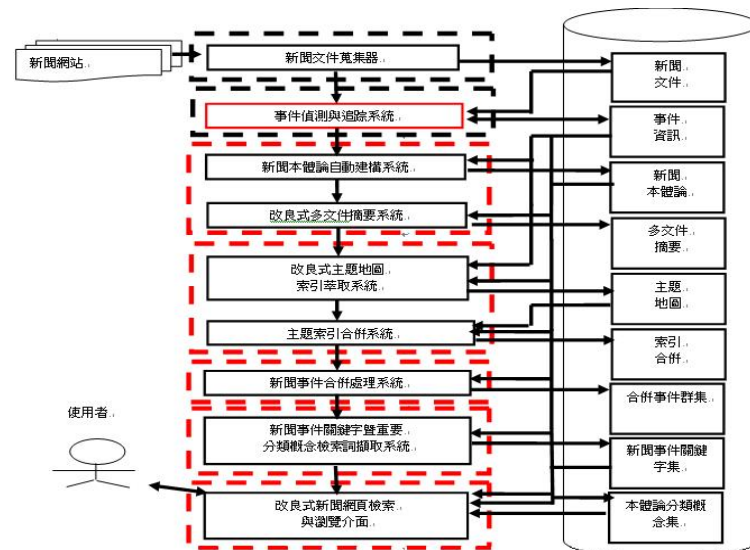 新聞網站
新聞文件蒐集器
事件偵測與追踪系統
新聞本體論自動建構系統
改良式多文件摘要系統
改良式主題地圖
索引萃取系統
主題索引合併系統
新聞事件合併處理系統
新聞事件關鍵字暨重要
分類概念檢索詞擷取系統
改良式新聞網頁檢索
與瀏覽介面
使用者
新聞
文件
事件
資訊
新聞
本體論
多文件
摘要
主題
地圖
索引
合併
合併事件群集
新聞事件關鍵
字集
本體論分類概
念集